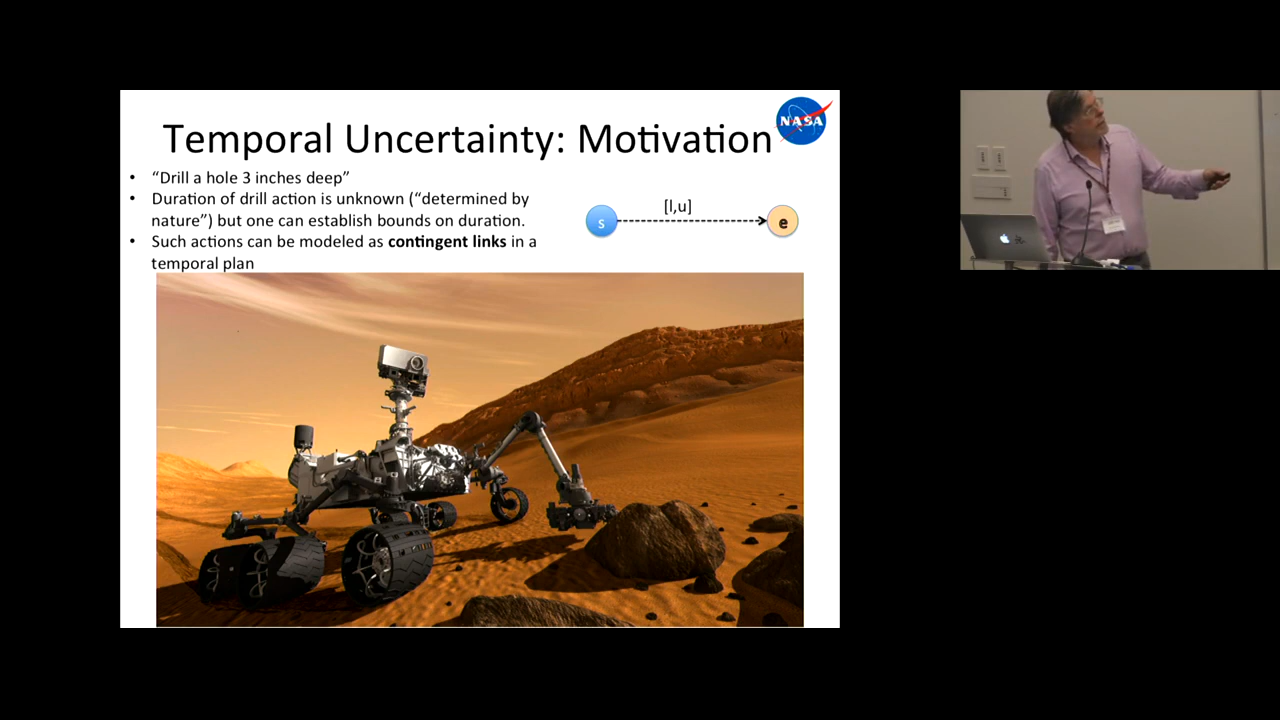 Temporal Uncertainty: Motivation
NASA
• “Drill a hole 3 inches deep”
• Duration of drill action is unknown (“determined by
nature”) but one can establish bounds on duration.
• Such actions can be modeled as contingent links in a
temporal plan
[l,u]
s
e